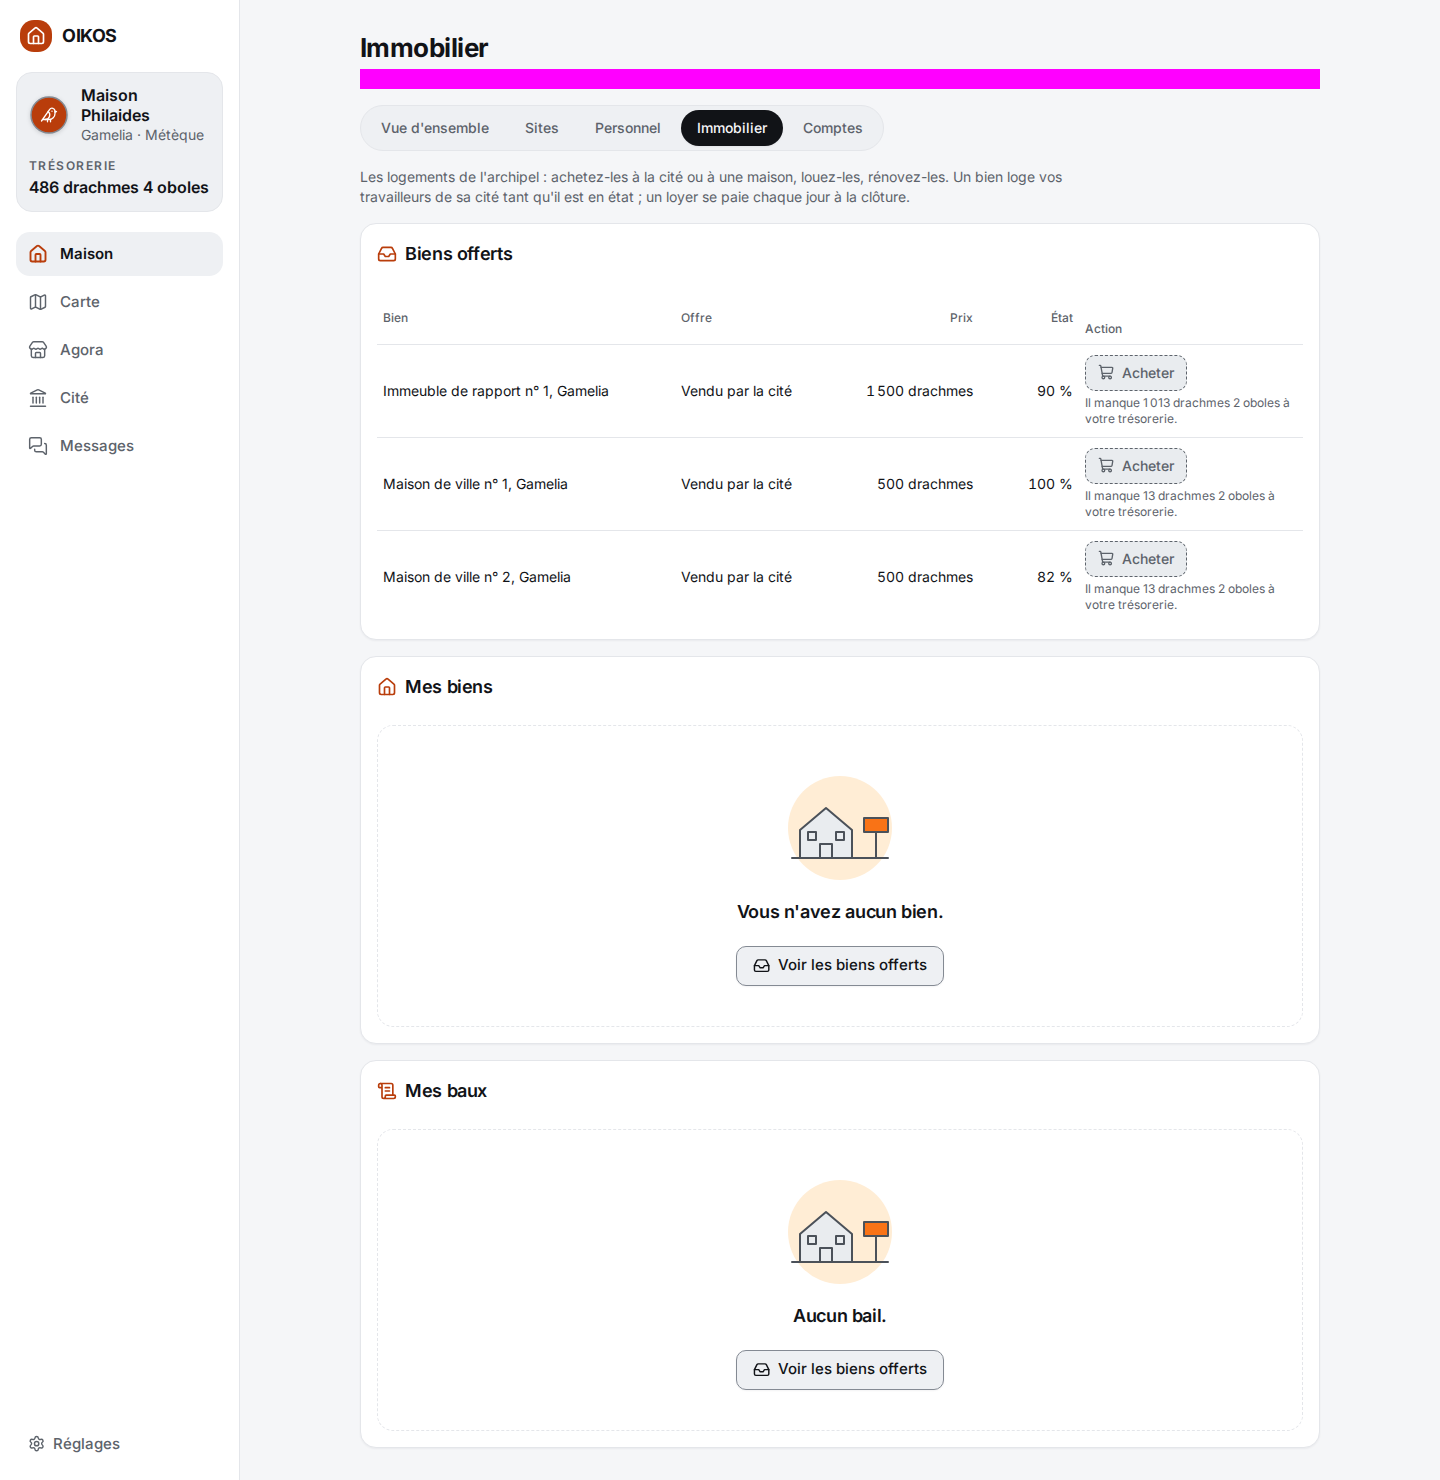 OIKOS
Maison
Philaides
Gamelia · Métèque
TRÉSORERIE
486 drachmes 4 oboles
Maison
Carte
Agora
Cité
Messages
Réglages
Immobilier
Vue d'ensemble Sites Personnel Immobilier Comptes
Les logements de l'archipel : achetez-les à la cité ou à une maison, louez-les, rénovez-les. Un bien loge vos
travailleurs de sa cité tant qu'il est en état ; un loyer se paie chaque jour à la clôture.
Biens offerts
Bien Offre Prix État Action
Immeuble de rapport n° 1, Gamelia Vendu par la cité 1 500 drachmes 90 % Acheter
Il manque 1 013 drachmes 2 oboles à
votre trésorerie.
Maison de ville n° 1, Gamelia Vendu par la cité 500 drachmes 100 % Acheter
Il manque 13 drachmes 2 oboles à
votre trésorerie.
Maison de ville n° 2, Gamelia Vendu par la cité 500 drachmes 82 % Acheter
Il manque 13 drachmes 2 oboles à
votre trésorerie.
Mes biens
Vous n'avez aucun bien.
Voir les biens offerts
Mes baux
Aucun bail.
Voir les biens offerts